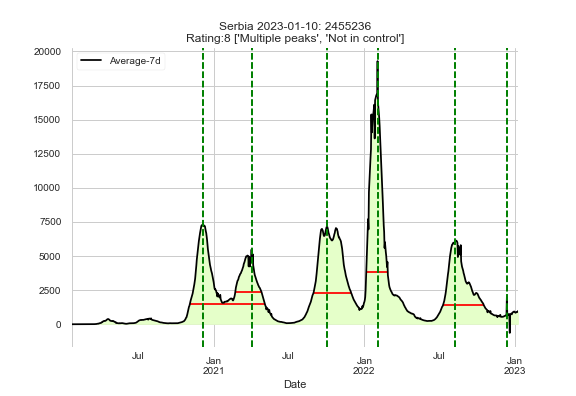 Serbia 2023-01-10: 2455236
Rating:8 ['Multiple peaks', 'Not in control']
Average-7d
20000
17500
15000
12500
10000
7500
5000
2500
0
Jul
Jan
2021
Jul
Jan
2022
Jul
Jan
2023
Date